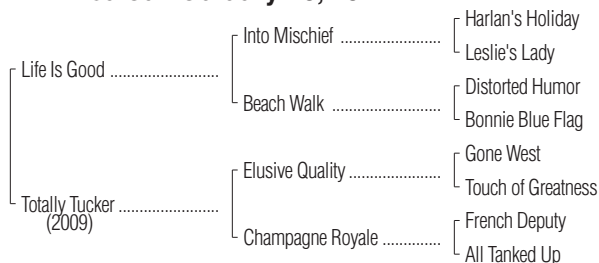 Harlan's Holiday
Into Mischief ........................
Leslie's Lady
Life Is Good ..........................
Distorted Humor
Beach Walk ..........................
Bonnie Blue Flag
Gone West
Elusive Quality ......................
Touch of Greatness
Totally Tucker ........................
(2009)
French Deputy
Champagne Royale ..............
All Tanked Up